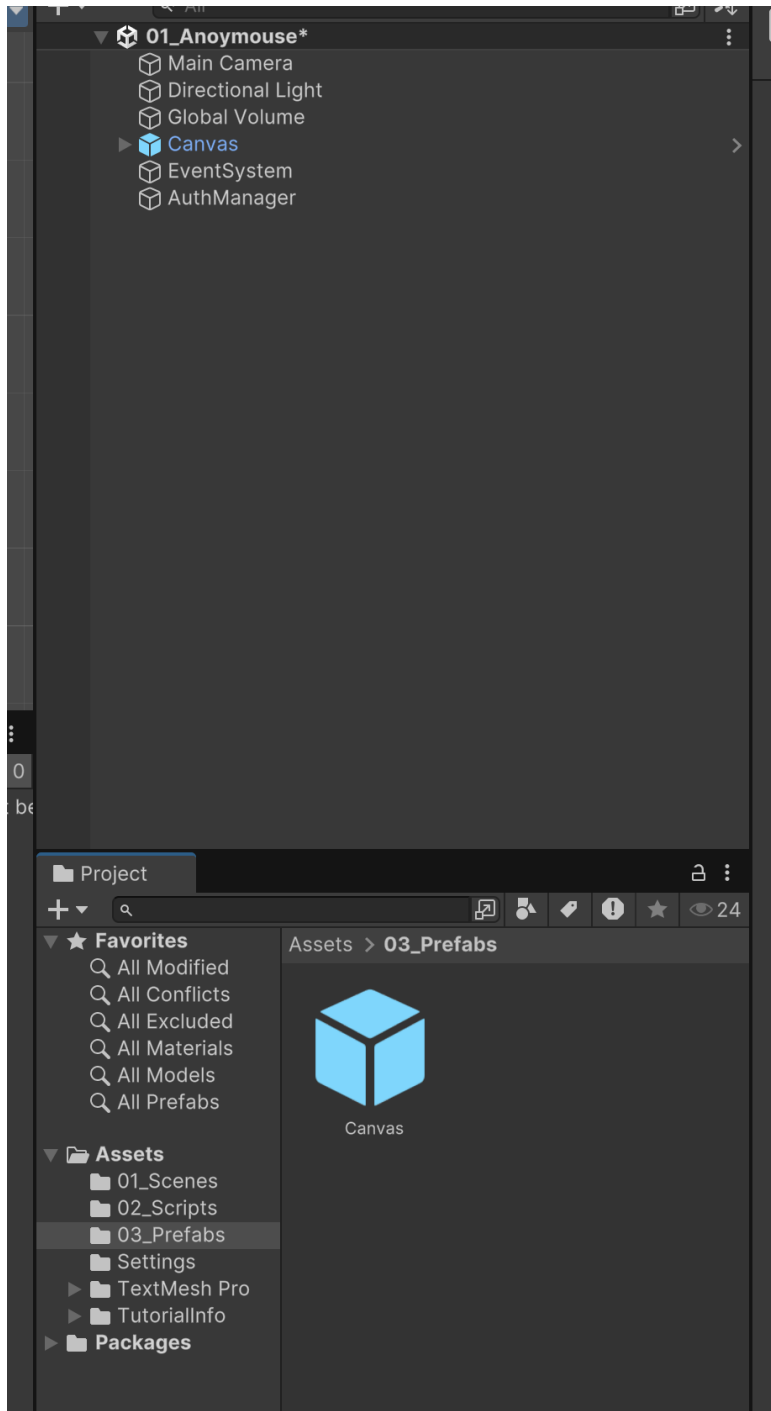 All
01_Anoymouse*
Main Camera
Directional Light
Global Volume
Canvas
EventSystem
AuthManager
0
be
Project
24
Favorites
All Modified
All Conflicts
All Excluded
All Materials
All Models
All Prefabs
Assets
01_Scenes
02_Scripts
03_Prefabs
Settings
TextMesh Pro
TutorialInfo
Packages
Assets > 03_Prefabs
Canvas